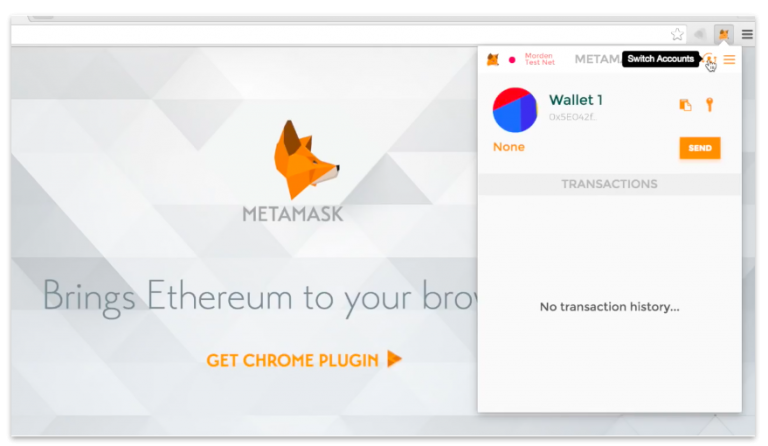 Morden
Test Net
METAM
Switch Accounts
Wallet 1
0x5E042f..
None
SEND
TRANSACTIONS
METAMASK
Brings Ethereum to your brow
No transaction history...
GET CHROME PLUGIN